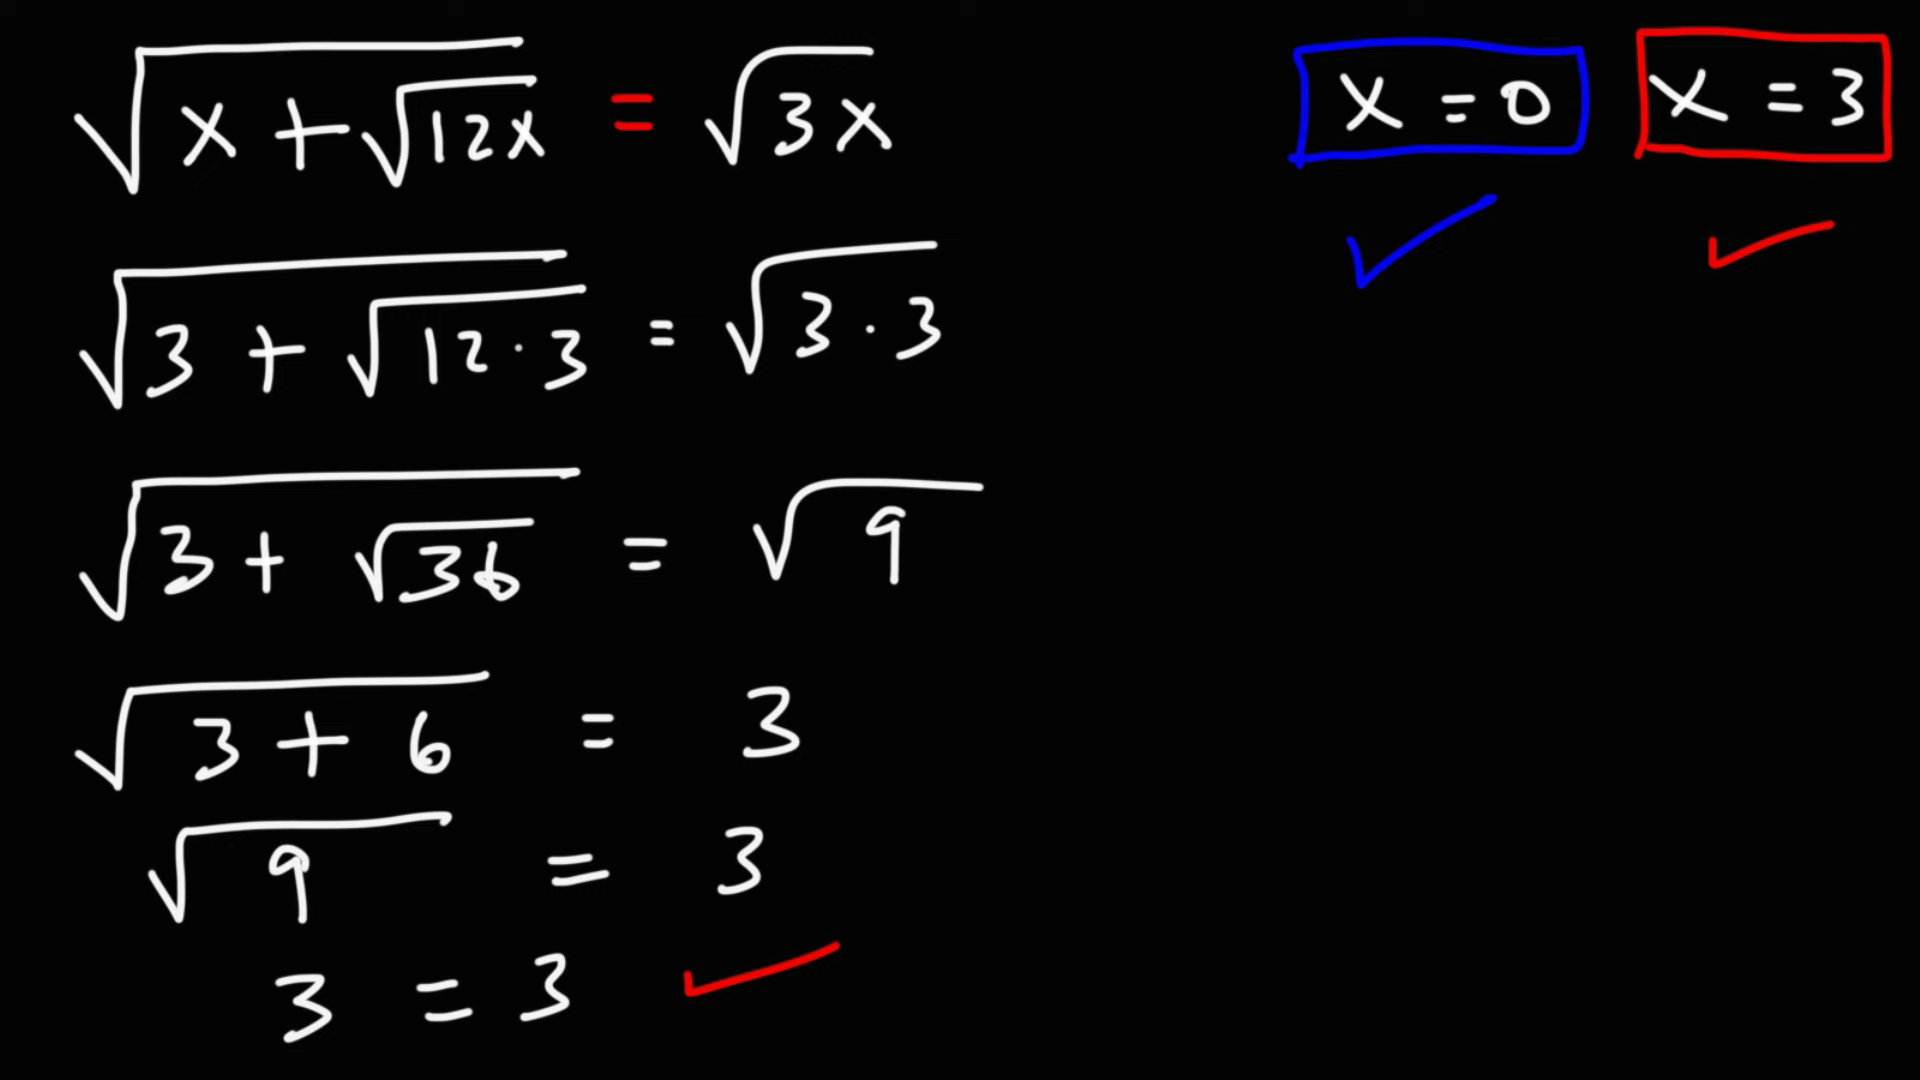 √(x + √(12x)) = √(3x)
x = 0
x = 3
√(3 + √(12·3)) = √(3·3)
√(3 + √36) = √9
√(3 + 6) = 3
√9 = 3
3 = 3